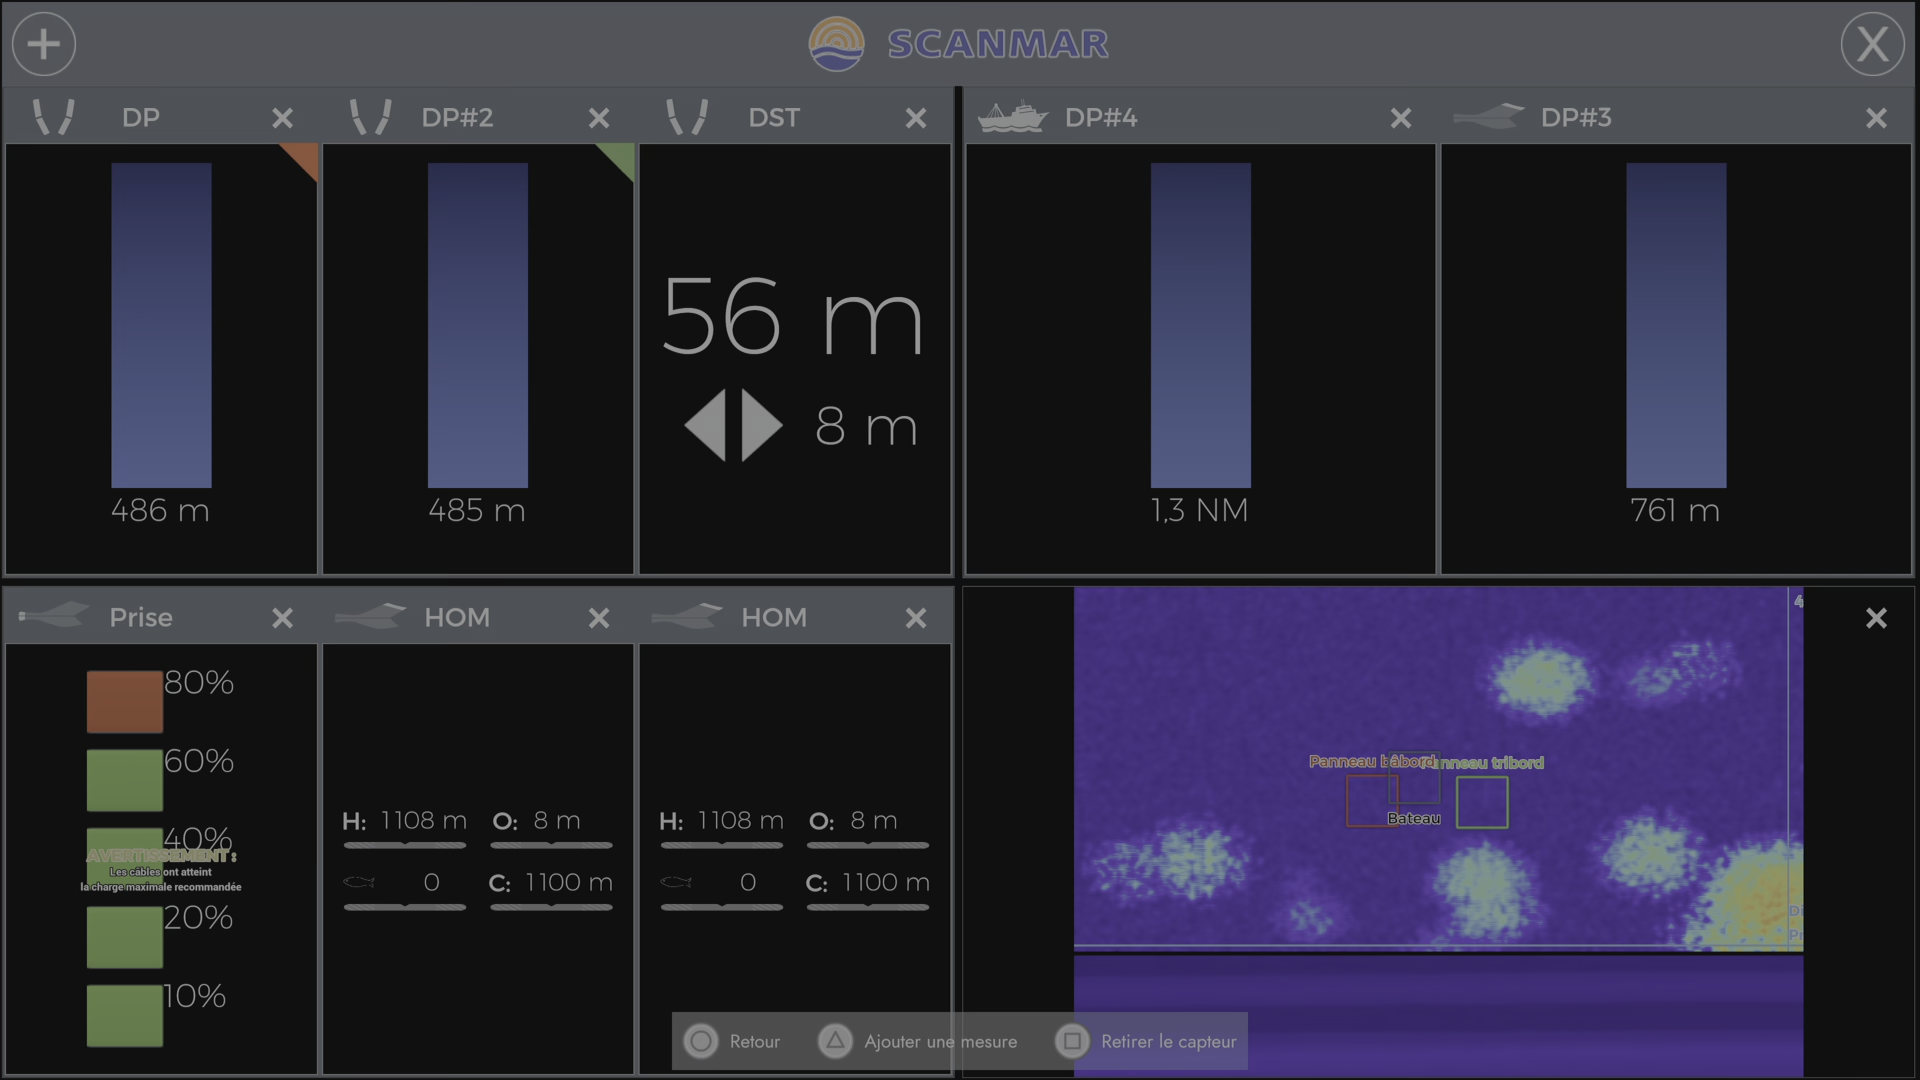 SCANMAR
X
DP
DP#2
DST
DP#4
DP#3
486 m
485 m
56 m
8 m
1,3 NM
761 m
Prise
HOM
HOM
80%
60%
40%
20%
10%
AVERTISSEMENT :
Les câbles ont atteint
la charge maximale recommandée
H: 1108 m O: 8 m
0 C: 1100 m
H: 1108 m O: 8 m
0 C: 1100 m
Panneau bâbord
Panneau tribord
Bateau
Retour
Ajouter une mesure
Retirer le capteur